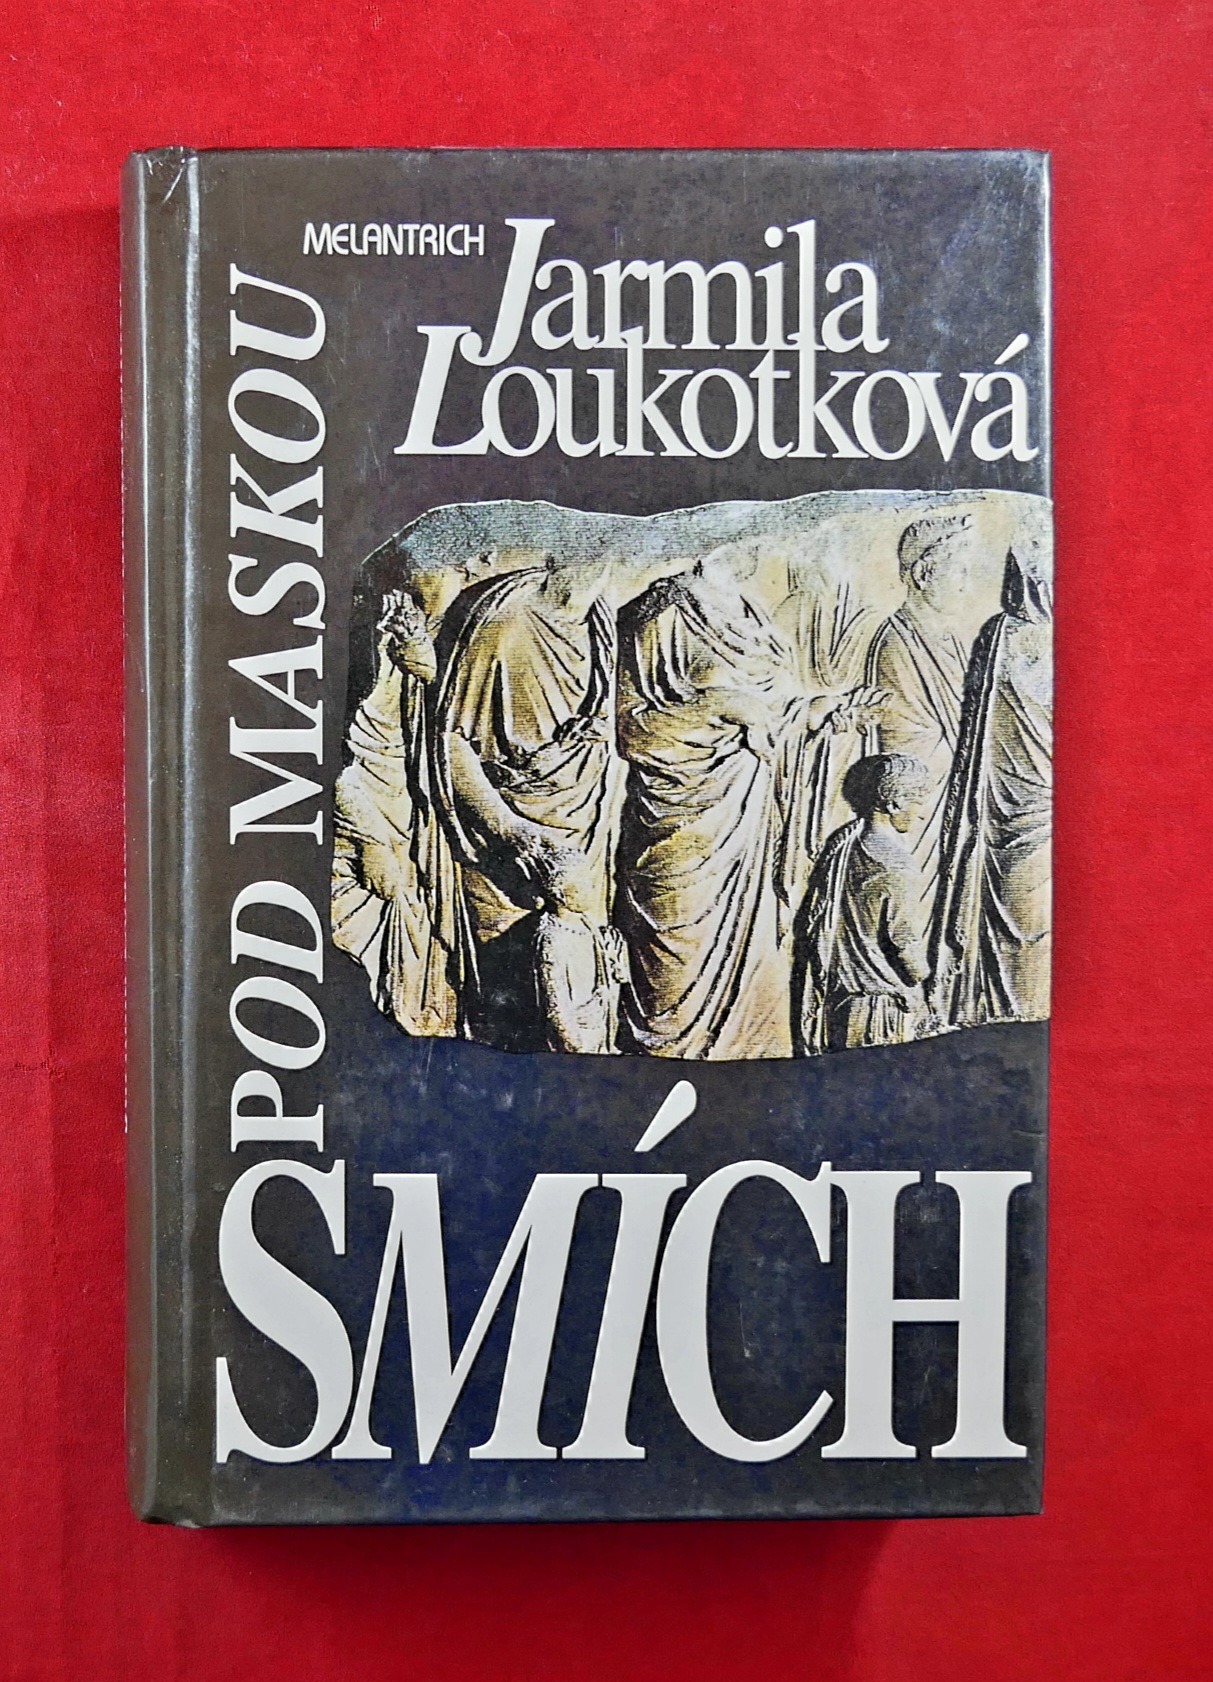 MELANTRICH
Jarmila
Loukotková
POD MASKOU
SMÍCH